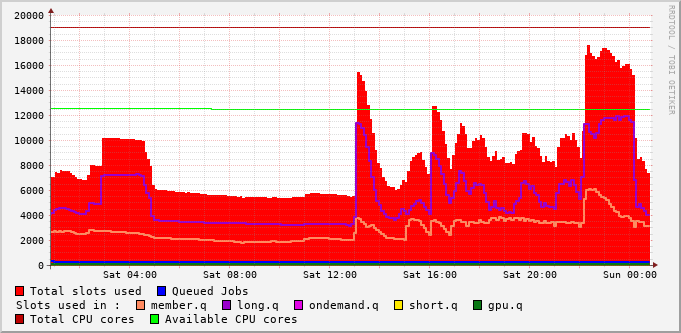 20000
18000
16000
14000
12000
10000
8000
6000
4000
2000
0
Sat 04:00 Sat 08:00 Sat 12:00 Sat 16:00 Sat 20:00 Sun 00:00
RRDTOOL / TOBI OETIKER
Total slots used Queued Jobs
Slots used in : member.q long.q ondemand.q short.q gpu.q
Total CPU cores Available CPU cores